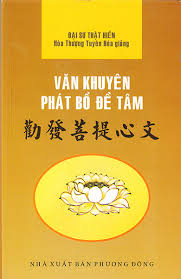 ĐẠI SƯ THẬT HIỀN
Hòa Thượng Tuyên Hóa giảng
VĂN KHUYÊN
PHÁT BỒ ĐỀ TÂM
勸發菩提心文
NHÀ XUẤT BẢN PHƯƠNG ĐÔNG